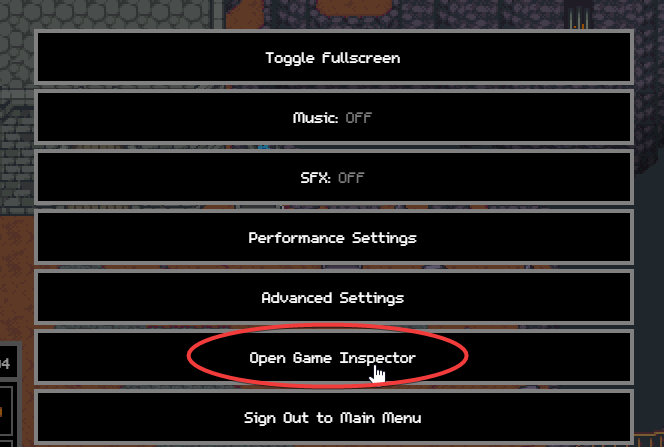 Toggle Fullscreen
Music: OFF
SFX: OFF
Performance Settings
Advanced Settings
Open Game Inspector
Sign Out to Main Menu